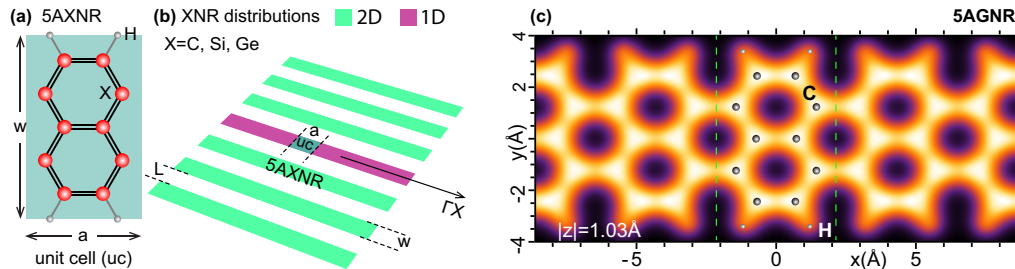 (a) 5AXNR
H
X
w
a
unit cell (uc)
(b) XNR distributions 2D 1D
X=C, Si, Ge
a
uc
5AXNR
L
ΓX
w
(c) 5AGNR
4
2
0
-2
-4
y(Å)
C
H
|z|=1.03Å
-5 0 x(Å) 5